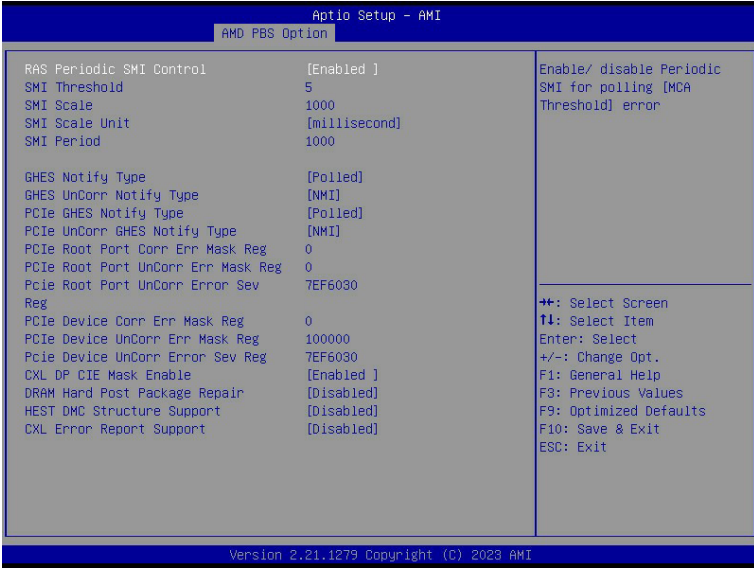 Aptio Setup – AMI
AMD PBS Option
RAS Periodic SMI Control [Enabled ]
SMI Threshold 5
SMI Scale 1000
SMI Scale Unit [millisecond]
SMI Period 1000
GHES Notify Type [Polled]
GHES UnCorr Notify Type [NMI]
PCIe GHES Notify Type [Polled]
PCIe UnCorr GHES Notify Type [NMI]
PCIe Root Port Corr Err Mask Reg 0
PCIe Root Port UnCorr Err Mask Reg 0
Pcie Root Port UnCorr Error Sev 7EF6030
Reg
PCIe Device Corr Err Mask Reg 0
PCIe Device UnCorr Err Mask Reg 100000
Pcie Device UnCorr Error Sev Reg 7EF6030
CXL DP CIE Mask Enable [Enabled ]
DRAM Hard Post Package Repair [Disabled]
HEST DMC Structure Support [Disabled]
CXL Error Report Support [Disabled]
Enable/ disable Periodic
SMI for polling [MCA
Threshold] error
→←: Select Screen
↑↓: Select Item
Enter: Select
+/-: Change Opt.
F1: General Help
F3: Previous Values
F9: Optimized Defaults
F10: Save & Exit
ESC: Exit
Version 2.21.1279 Copyright (C) 2023 AMI